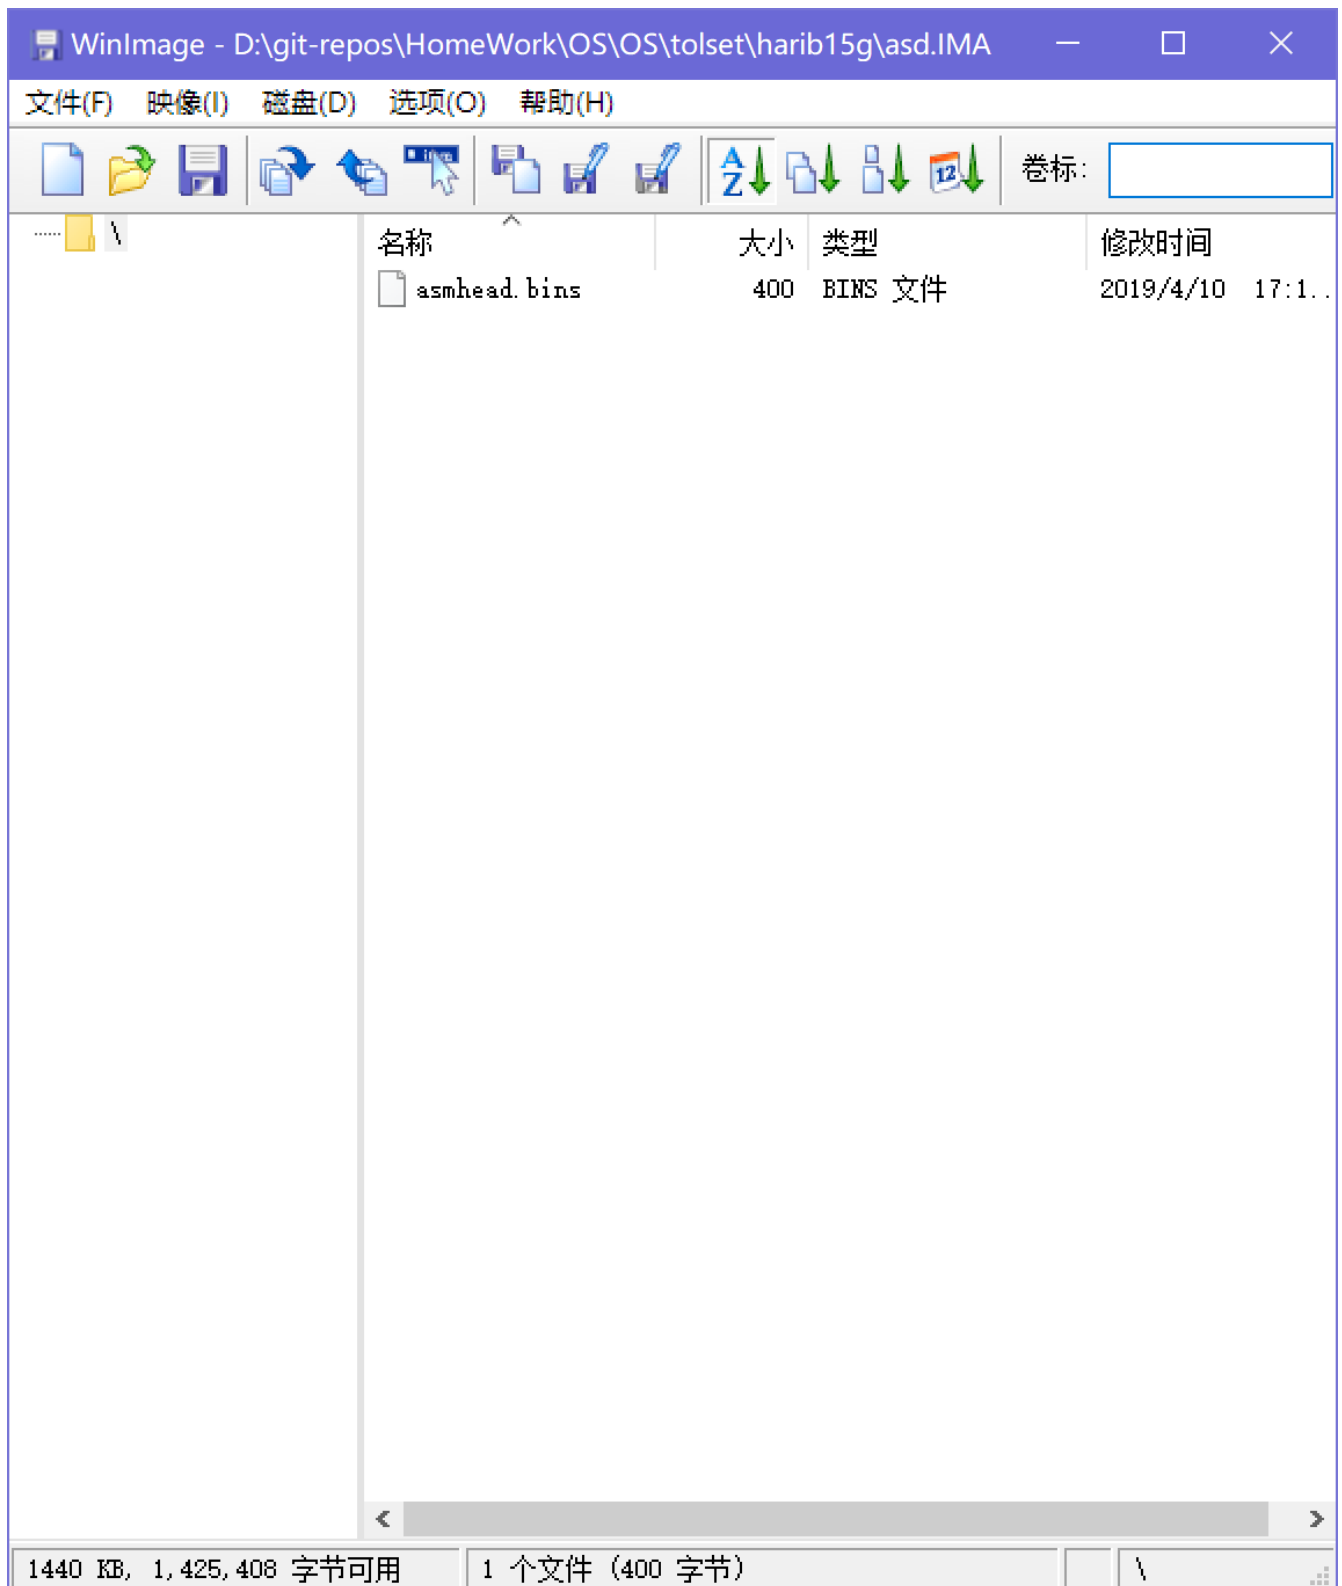 WinImage - D:\git-repos\HomeWork\OS\OS\tolset\harib15g\asd.IMA
文件(F) 映像(I) 磁盘(D) 选项(O) 帮助(H)
A Z 12 卷标:
\
名称 大小 类型 修改时间
asmhead.bins 400 BINS 文件 2019/4/10 17:1..
1440 KB, 1,425,408 字节可用 1 个文件 (400 字节) \